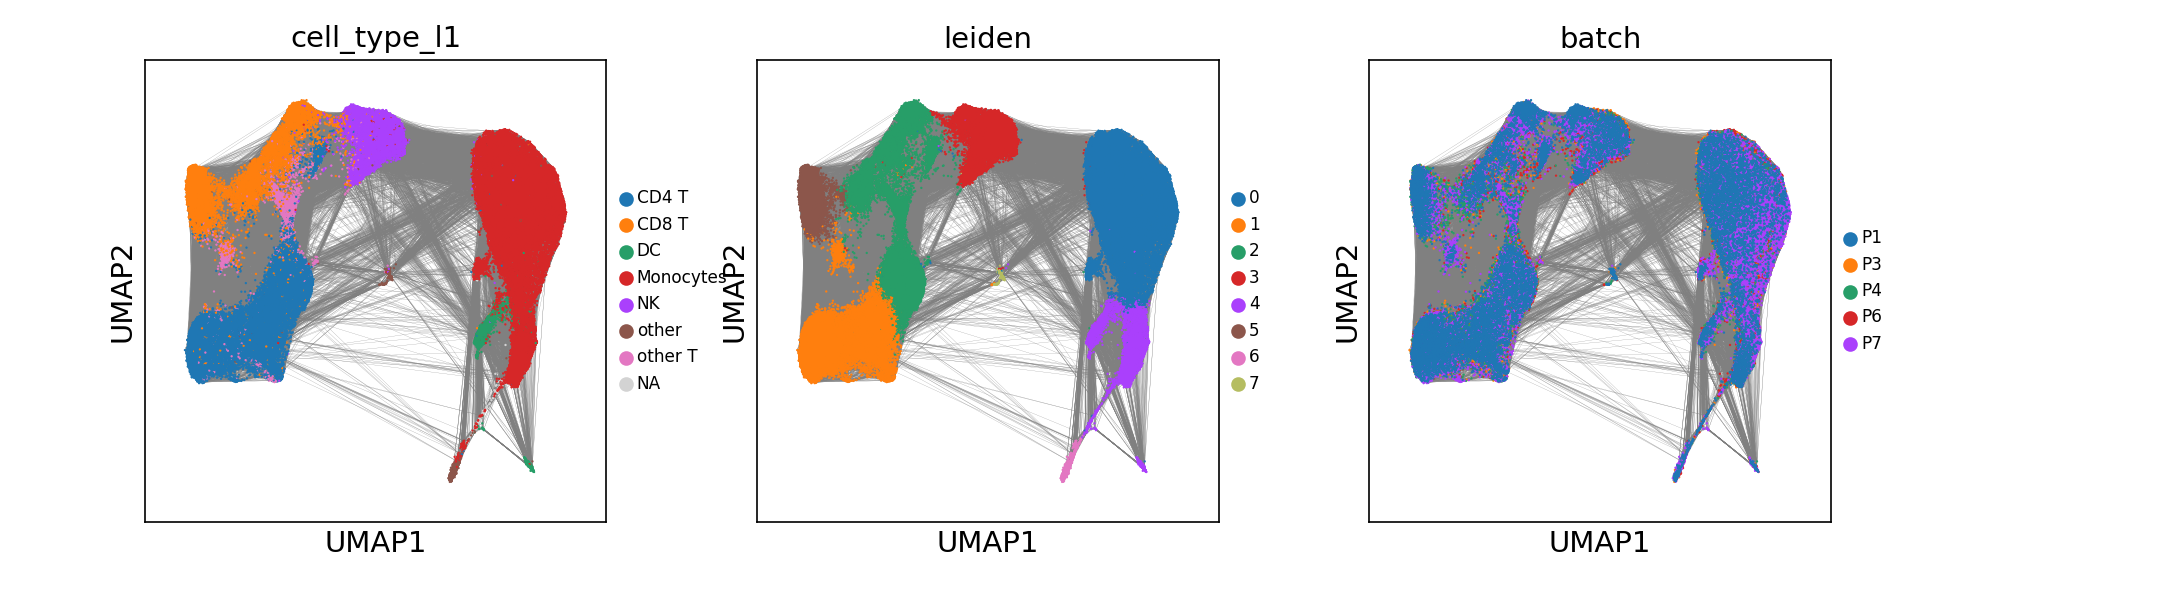 cell_type_l1
UMAP2
UMAP1
CD4 T
CD8 T
DC
Monocytes
NK
other
other T
NA
leiden
UMAP2
UMAP1
0
1
2
3
4
5
6
7
batch
UMAP2
UMAP1
P1
P3
P4
P6
P7